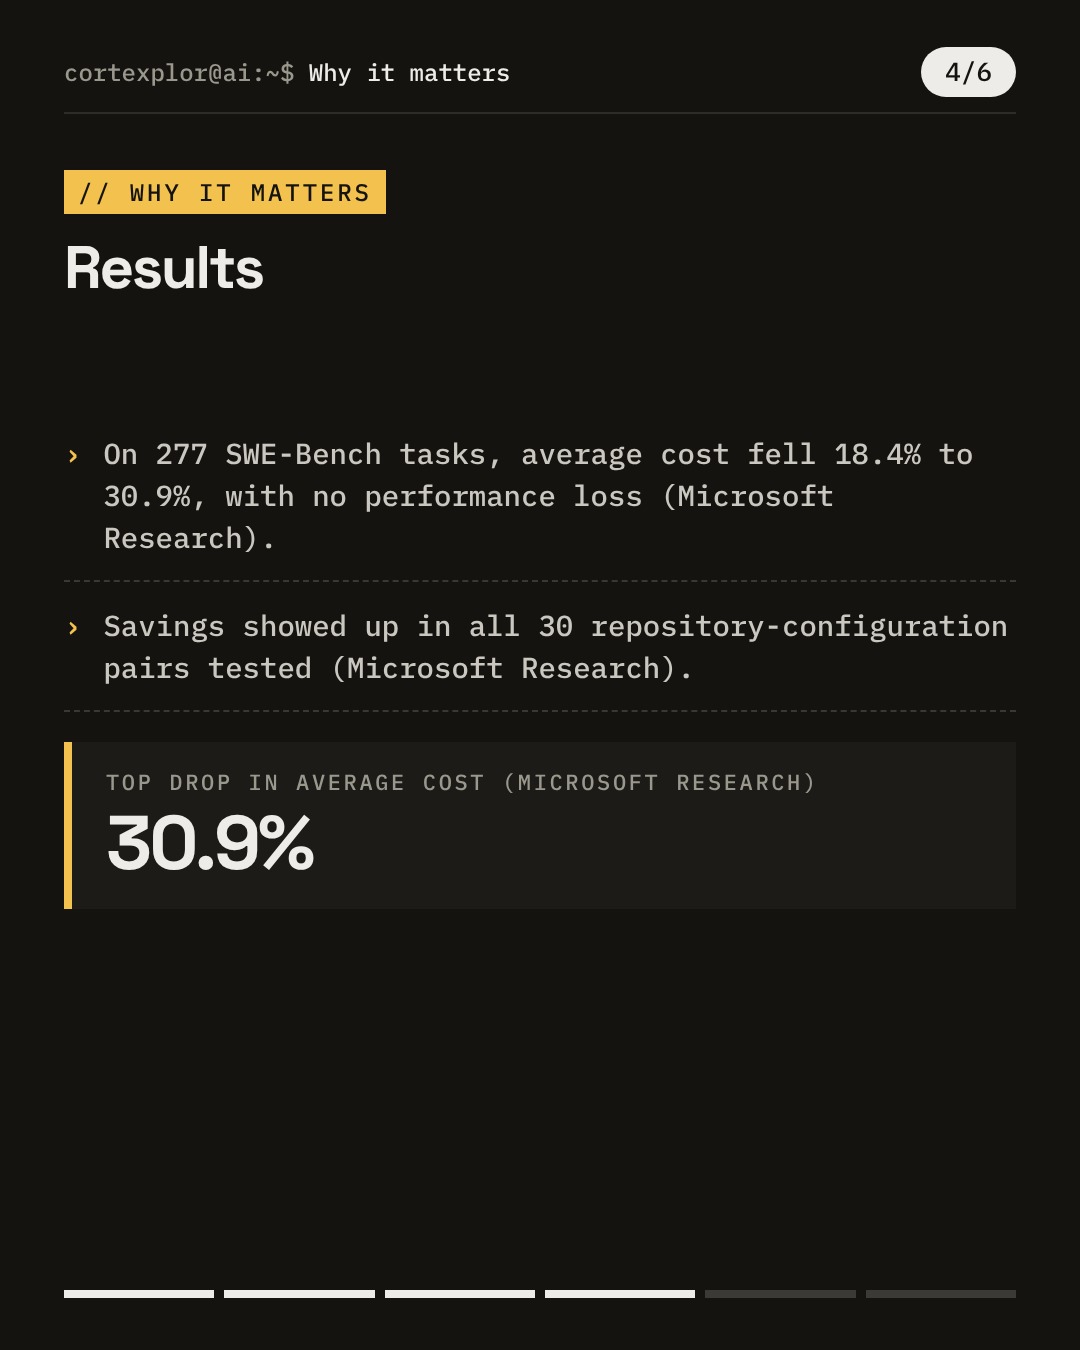 cortexplor@ai:~$ Why it matters
4/6
// WHY IT MATTERS
Results
› On 277 SWE-Bench tasks, average cost fell 18.4% to
30.9%, with no performance loss (Microsoft
Research).
› Savings showed up in all 30 repository-configuration
pairs tested (Microsoft Research).
TOP DROP IN AVERAGE COST (MICROSOFT RESEARCH)
30.9%